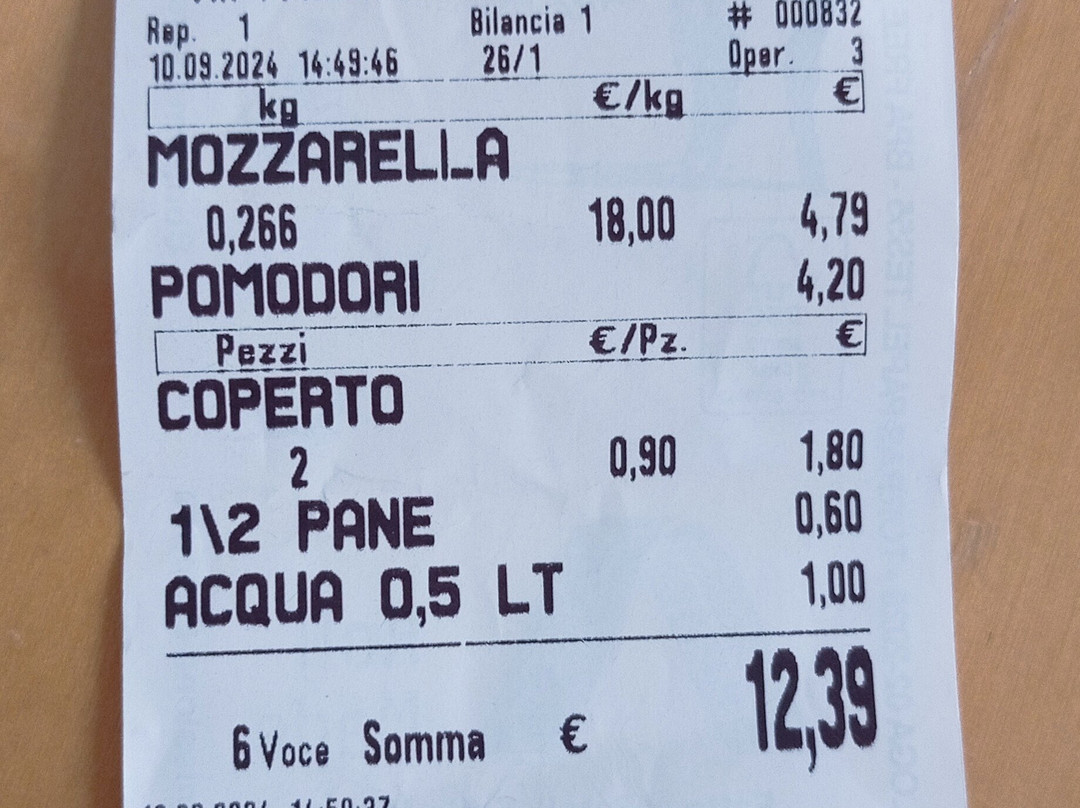 Rep. 1 Bilancia 1 # 000832
10.09.2024 14:49:46 26/1 Oper. 3
kg €/kg €
MOZZARELLA
0,266 18,00 4,79
POMODORI 4,20
Pezzi €/Pz. €
COPERTO
2 0,90 1,80
1\2 PANE 0,60
ACQUA 0,5 LT 1,00
12,39
6 Voce Somma €